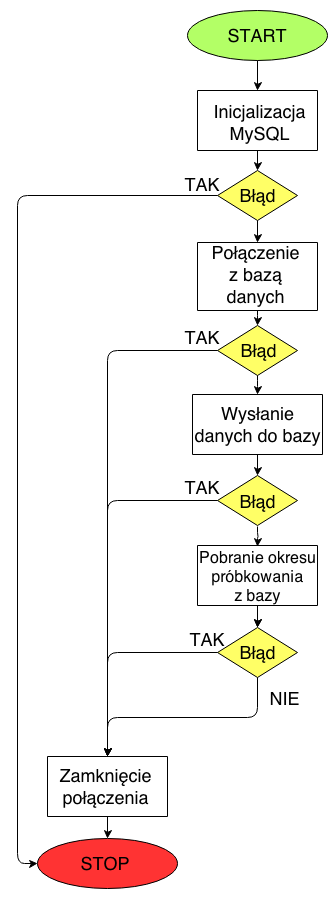 START
Inicjalizacja
MySQL
TAK
Błąd
Połączenie
z bazą
danych
TAK
Błąd
Wysłanie
danych do bazy
TAK
Błąd
Pobranie okresu
próbkowania
z bazy
TAK
Błąd
NIE
Zamknięcie
połączenia
STOP